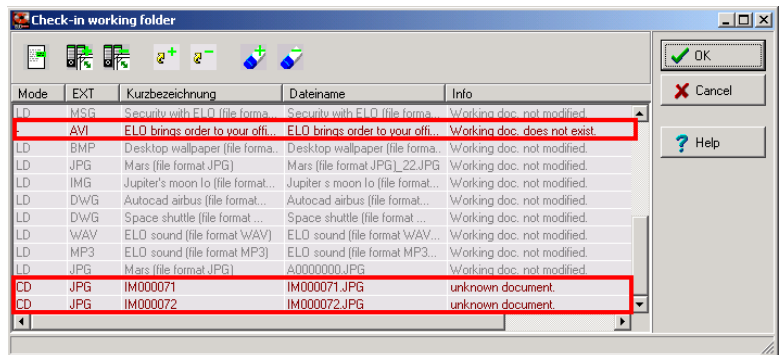 Check-in working folder
OK
Cancel
Help
Mode EXT Kurzbezeichnung Dateiname Info
LD MSG Security with ELO (file forma... Security with ELO (file forma... Working doc. not modified.
- AVI ELO brings order to your offi... ELO brings order to your offi... Working doc. does not exist.
LD BMP Desktop wallpaper (file forma... Desktop wallpaper (file forma... Working doc. not modified.
LD JPG Mars (file format JPG) Mars (file format JPG)_22.JPG Working doc. not modified.
LD IMG Jupiter's moon Io (file format... Jupiter s moon Io (file format... Working doc. not modified.
LD DWG Autocad airbus (file format... Autocad airbus (file format... Working doc. not modified.
LD DWG Space shuttle (file format ... Space shuttle (file format ... Working doc. not modified.
LD WAV ELO sound (file format WAV) ELO sound (file format WAV... Working doc. not modified.
LD MP3 ELO sound (file format MP3) ELO sound (file format MP3... Working doc. not modified.
LD JPG Mars (file format JPG) A0000000.JPG Working doc. not modified.
CD JPG IM000071 IM000071.JPG unknown document.
CD JPG IM000072 IM000072.JPG unknown document.